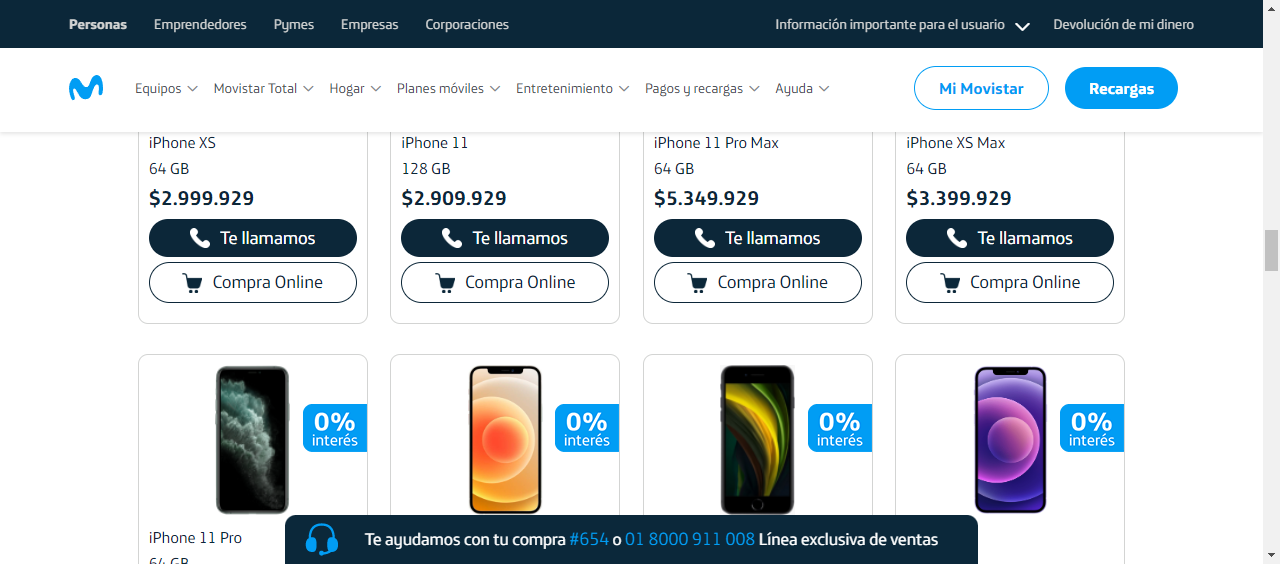 Personas Emprendedores Pymes Empresas Corporaciones Información importante para el usuario Devolución de mi dinero
Equipos Movistar Total Hogar Planes móviles Entretenimiento Pagos y recargas Ayuda Mi Movistar Recargas
iPhone XS
64 GB
$2.999.929
Te llamamos
Compra Online
iPhone 11
128 GB
$2.909.929
Te llamamos
Compra Online
iPhone 11 Pro Max
64 GB
$5.349.929
Te llamamos
Compra Online
iPhone XS Max
64 GB
$3.399.929
Te llamamos
Compra Online
0%
interés
0%
interés
0%
interés
0%
interés
iPhone 11 Pro
64 GB
Te ayudamos con tu compra #654 o 01 8000 911 008 Línea exclusiva de ventas